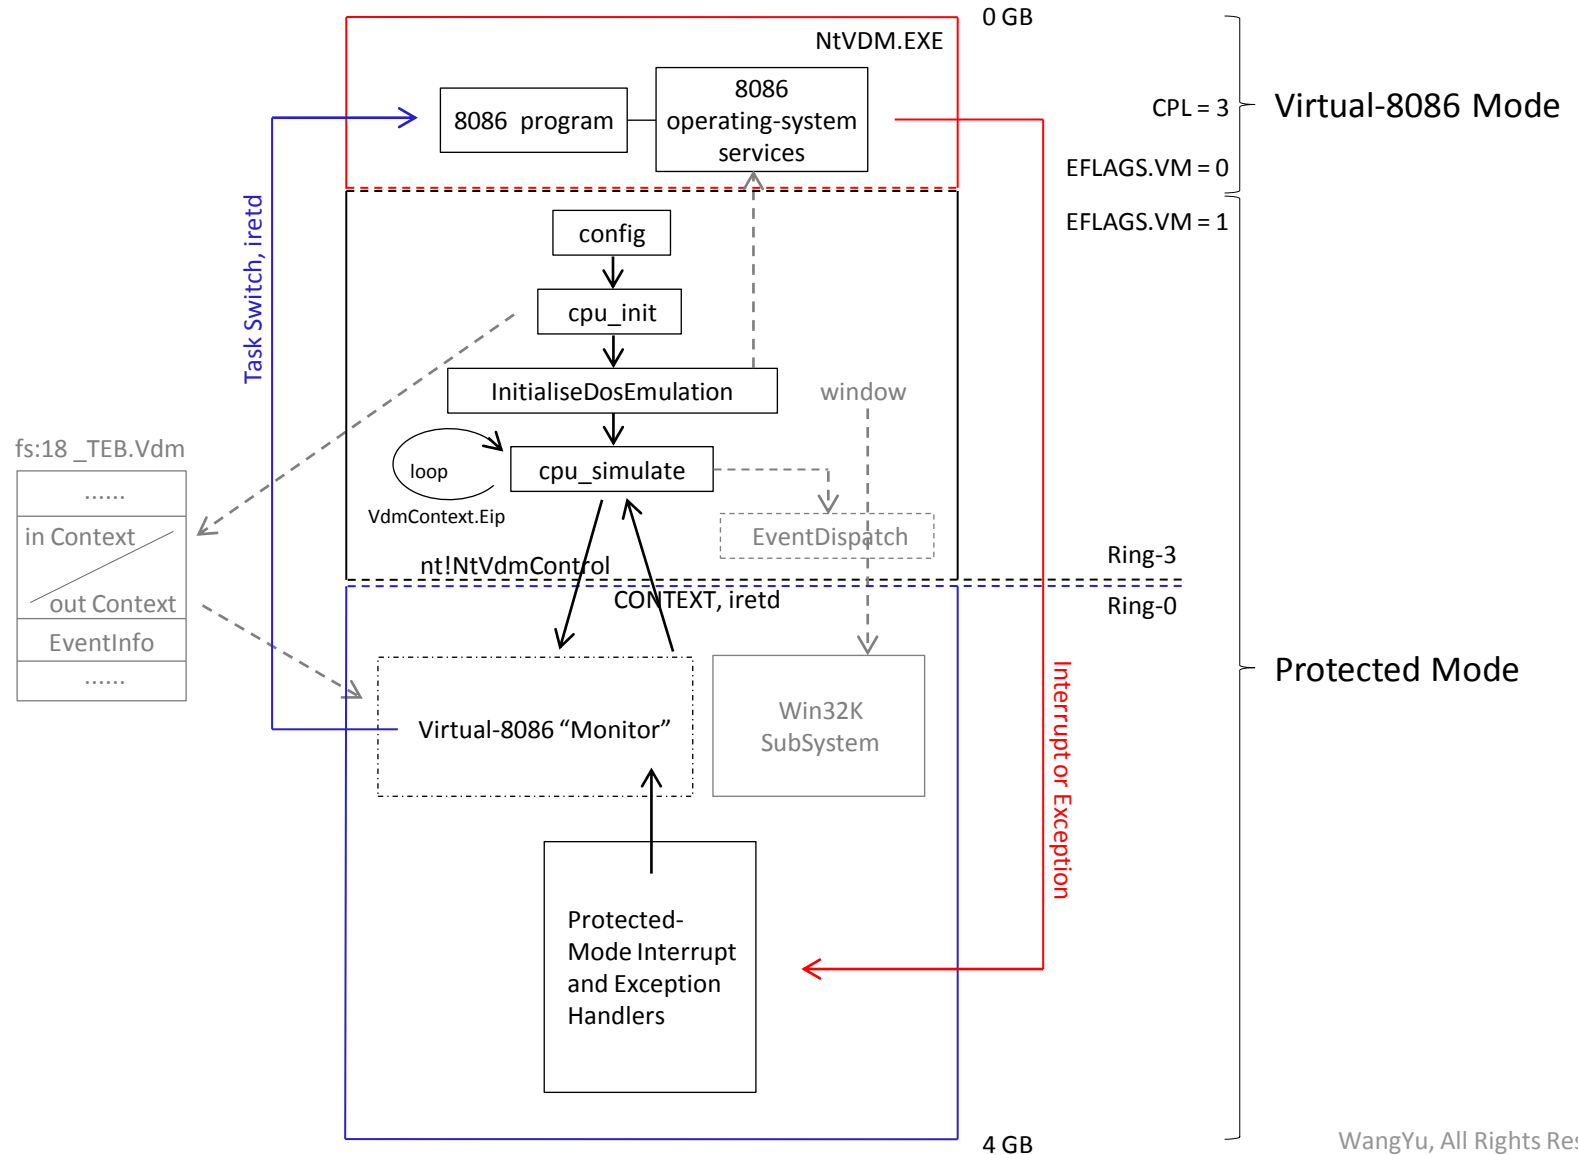 0 GB
NtVDM.EXE
8086 program
8086
operating-system
services
CPL = 3
Virtual-8086 Mode
EFLAGS.VM = 0
EFLAGS.VM = 1
Task Switch, iretd
config
cpu_init
InitialiseDosEmulation
window
fs:18 _TEB.Vdm
......
in Context
out Context
EventInfo
......
loop
cpu_simulate
VdmContext.Eip
EventDispatch
nt!NtVdmControl
Ring-3
CONTEXT, iretd
Ring-0
Interrupt or Exception
Protected Mode
Virtual-8086 “Monitor”
Win32K
SubSystem
Protected-
Mode Interrupt
and Exception
Handlers
4 GB
WangYu, All Rights Res